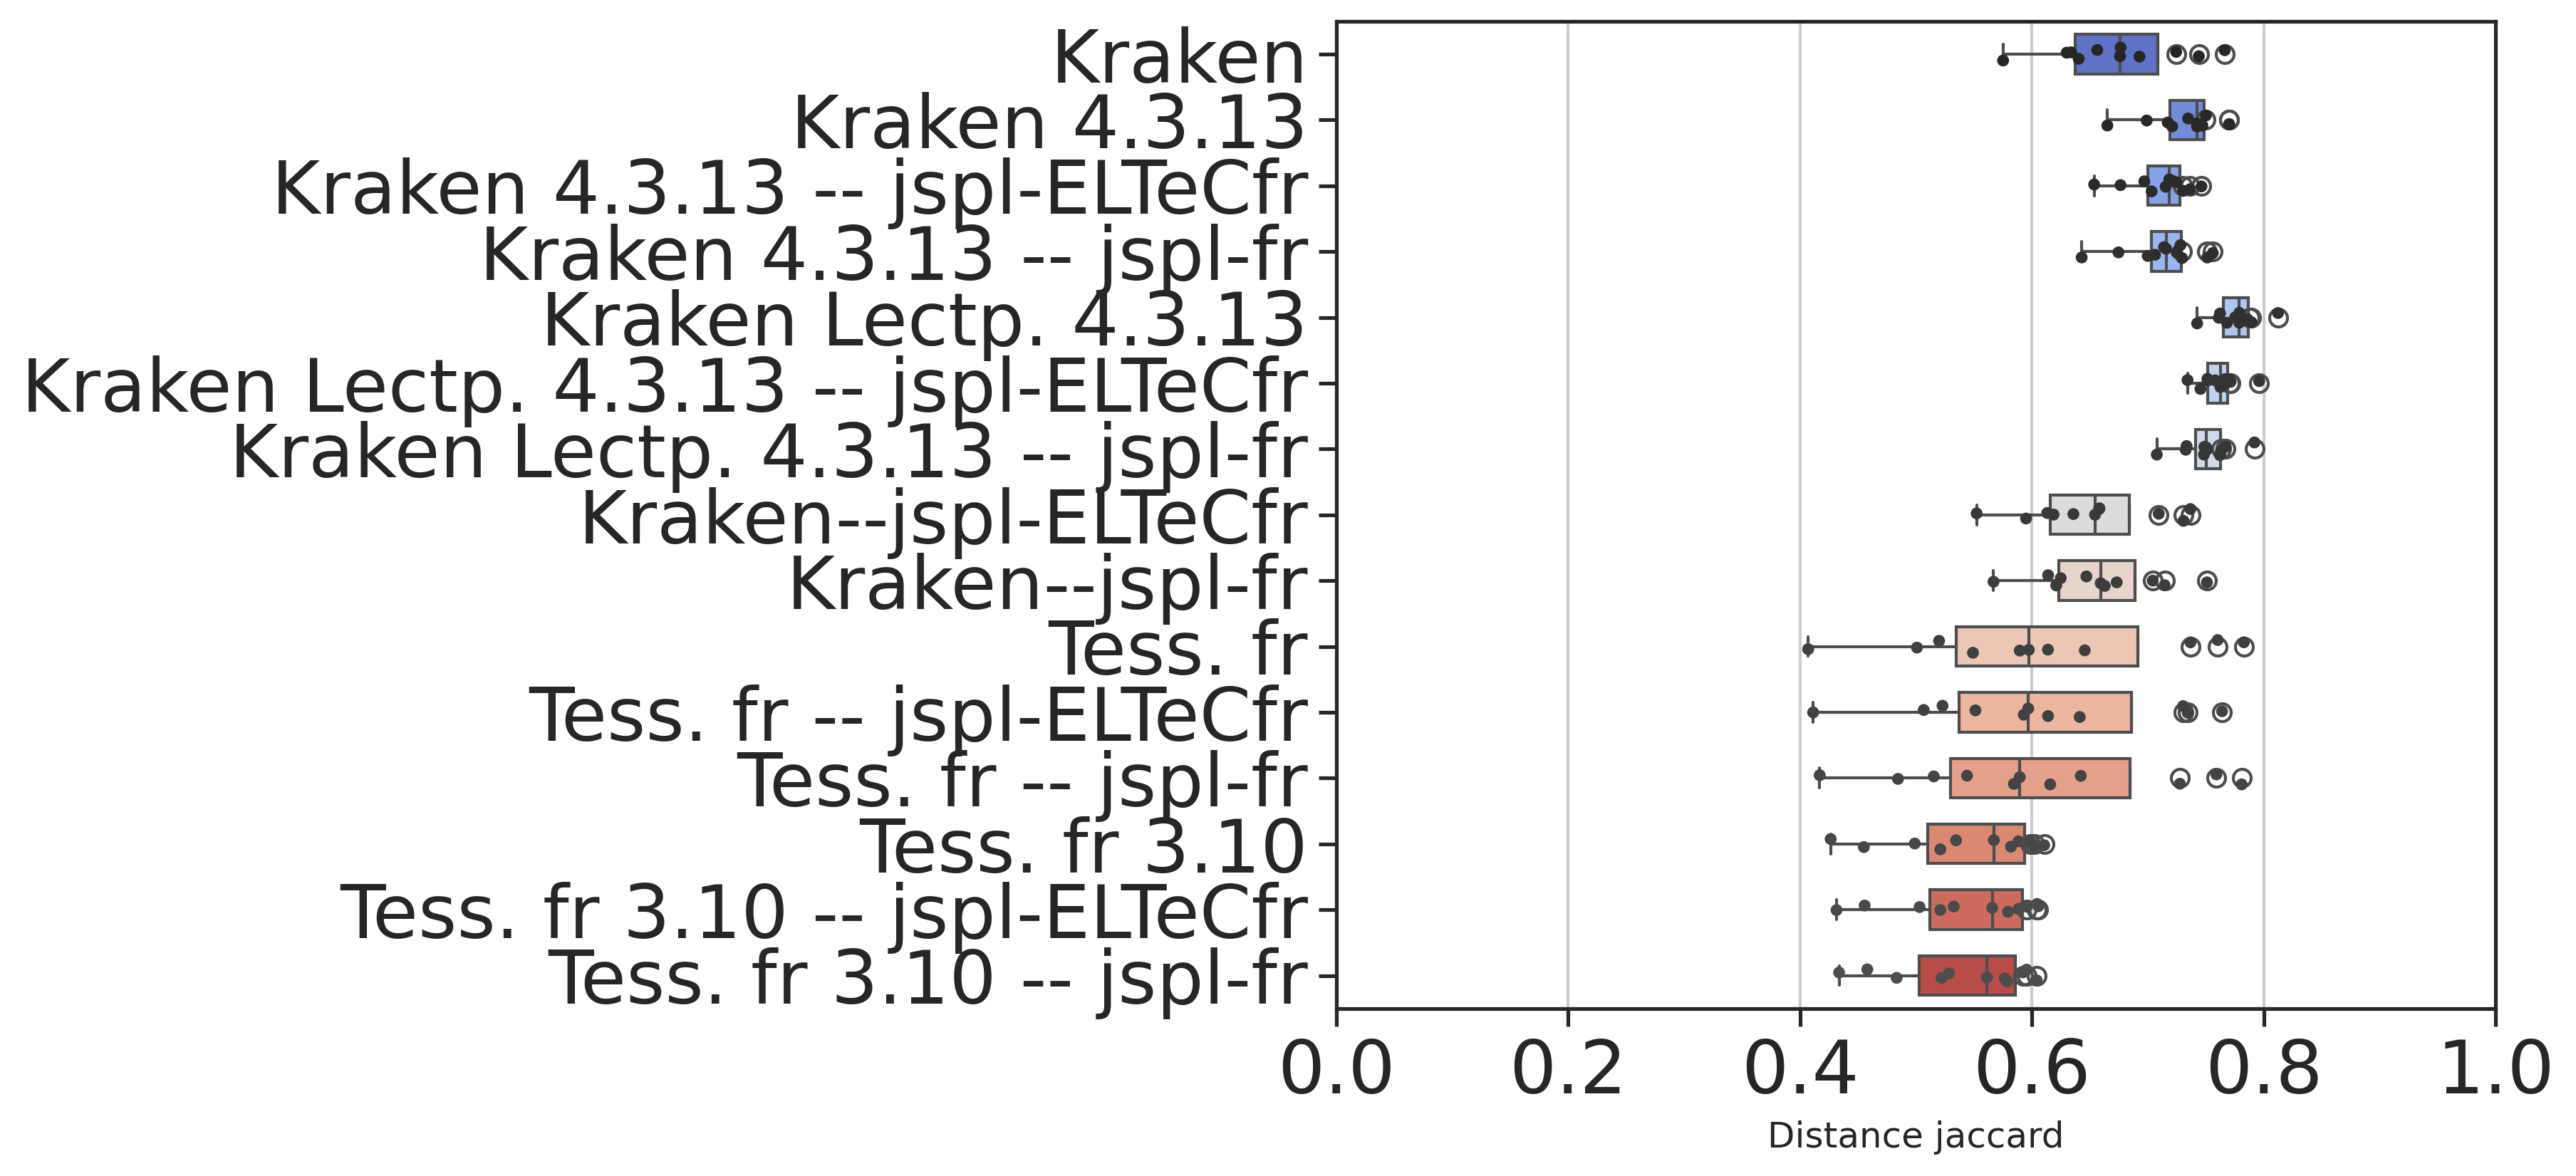 Kraken
Kraken 4.3.13
Kraken 4.3.13 -- jspl-ELTeCfr
Kraken 4.3.13 -- jspl-fr
Kraken Lectp. 4.3.13
Kraken Lectp. 4.3.13 -- jspl-ELTeCfr
Kraken Lectp. 4.3.13 -- jspl-fr
Kraken--jspl-ELTeCfr
Kraken--jspl-fr
Tess. fr
Tess. fr -- jspl-ELTeCfr
Tess. fr -- jspl-fr
Tess. fr 3.10
Tess. fr 3.10 -- jspl-ELTeCfr
Tess. fr 3.10 -- jspl-fr
0.0 0.2 0.4 0.6 0.8 1.0
Distance jaccard